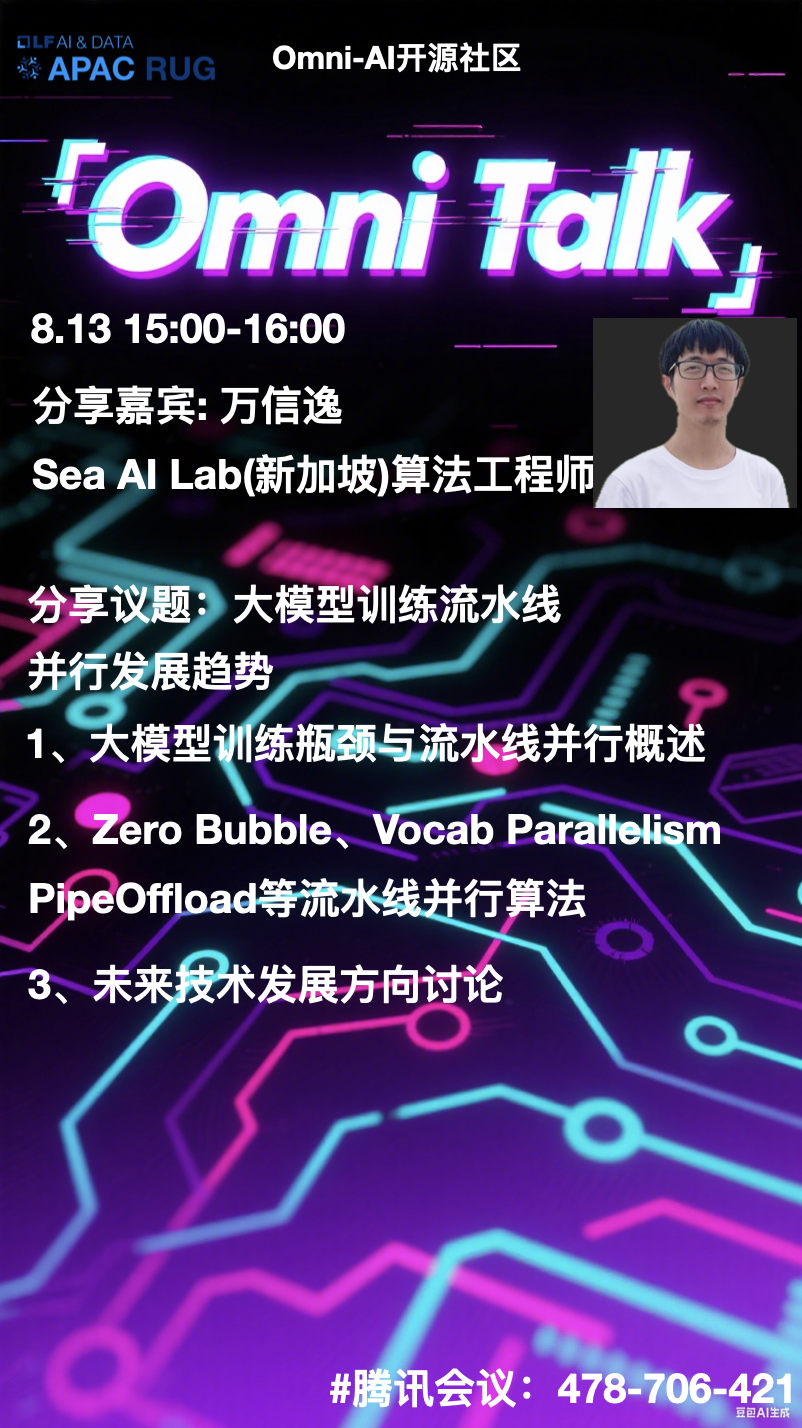 LF AI & DATA
APAC RUG
Omni-AI开源社区
「Omni Talk」
8.13 15:00-16:00
分享嘉宾: 万信逸
Sea AI Lab(新加坡)算法工程师
分享议题：大模型训练流水线
并行发展趋势
1、大模型训练瓶颈与流水线并行概述
2、Zero Bubble、Vocab Parallelism
PipeOffload等流水线并行算法
3、未来技术发展方向讨论
#腾讯会议：478-706-421
豆包AI生成